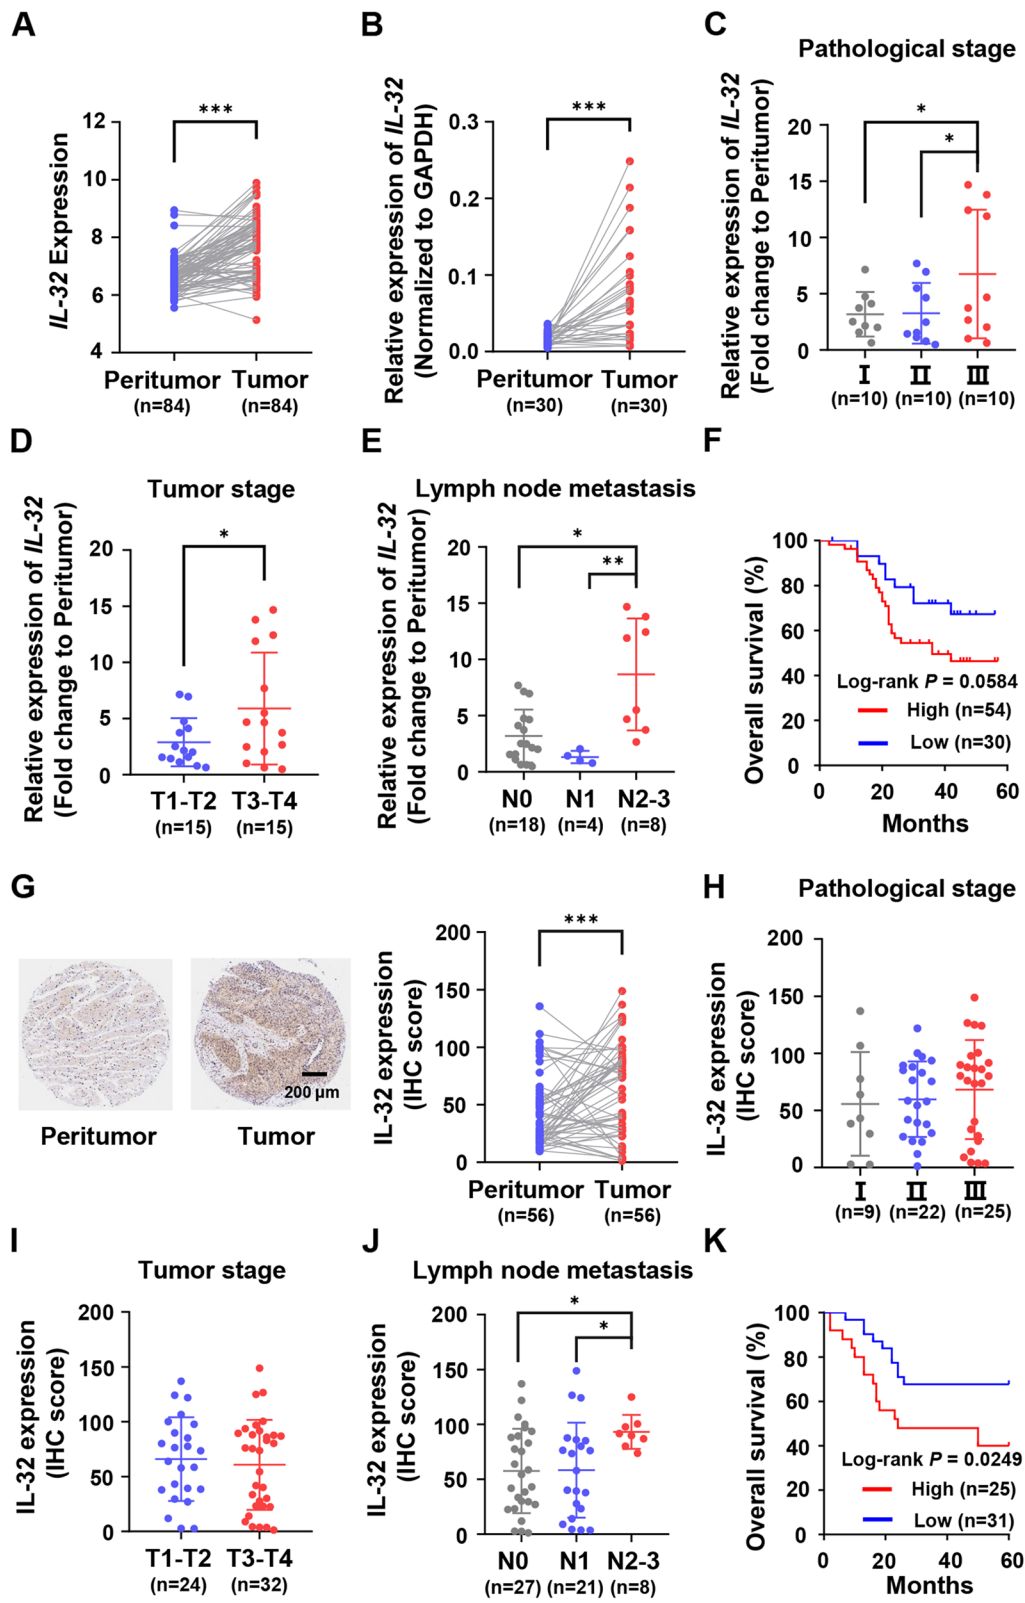 A
IL-32 Expression
12
10
8
6
4
***
Peritumor Tumor
(n=84) (n=84)
B
Relative expression of IL-32
(Normalized to GAPDH)
0.3
0.2
0.1
0.0
***
Peritumor Tumor
(n=30) (n=30)
C
Pathological stage
Relative expression of IL-32
(Fold change to Peritumor)
20
15
10
5
0
*
*
I II III
(n=10) (n=10) (n=10)
D
Tumor stage
Relative expression of IL-32
(Fold change to Peritumor)
20
15
10
5
0
*
T1-T2 T3-T4
(n=15) (n=15)
E
Lymph node metastasis
Relative expression of IL-32
(Fold change to Peritumor)
20
15
10
5
0
*
**
N0 N1 N2-3
(n=18) (n=4) (n=8)
F
Overall survival (%)
100
80
60
40
20
0
Log-rank P = 0.0584
High (n=54)
Low (n=30)
0 20 40 60
Months
G
200 μm
Peritumor Tumor
IL-32 expression
(IHC score)
200
150
100
50
0
***
Peritumor Tumor
(n=56) (n=56)
H
Pathological stage
IL-32 expression
(IHC score)
200
150
100
50
0
I II III
(n=9) (n=22) (n=25)
I
Tumor stage
IL-32 expression
(IHC score)
200
150
100
50
0
T1-T2 T3-T4
(n=24) (n=32)
J
Lymph node metastasis
IL-32 expression
(IHC score)
200
150
100
50
0
*
*
N0 N1 N2-3
(n=27) (n=21) (n=8)
K
Overall survival (%)
100
80
60
40
20
0
Log-rank P = 0.0249
High (n=25)
Low (n=31)
0 20 40 60
Months